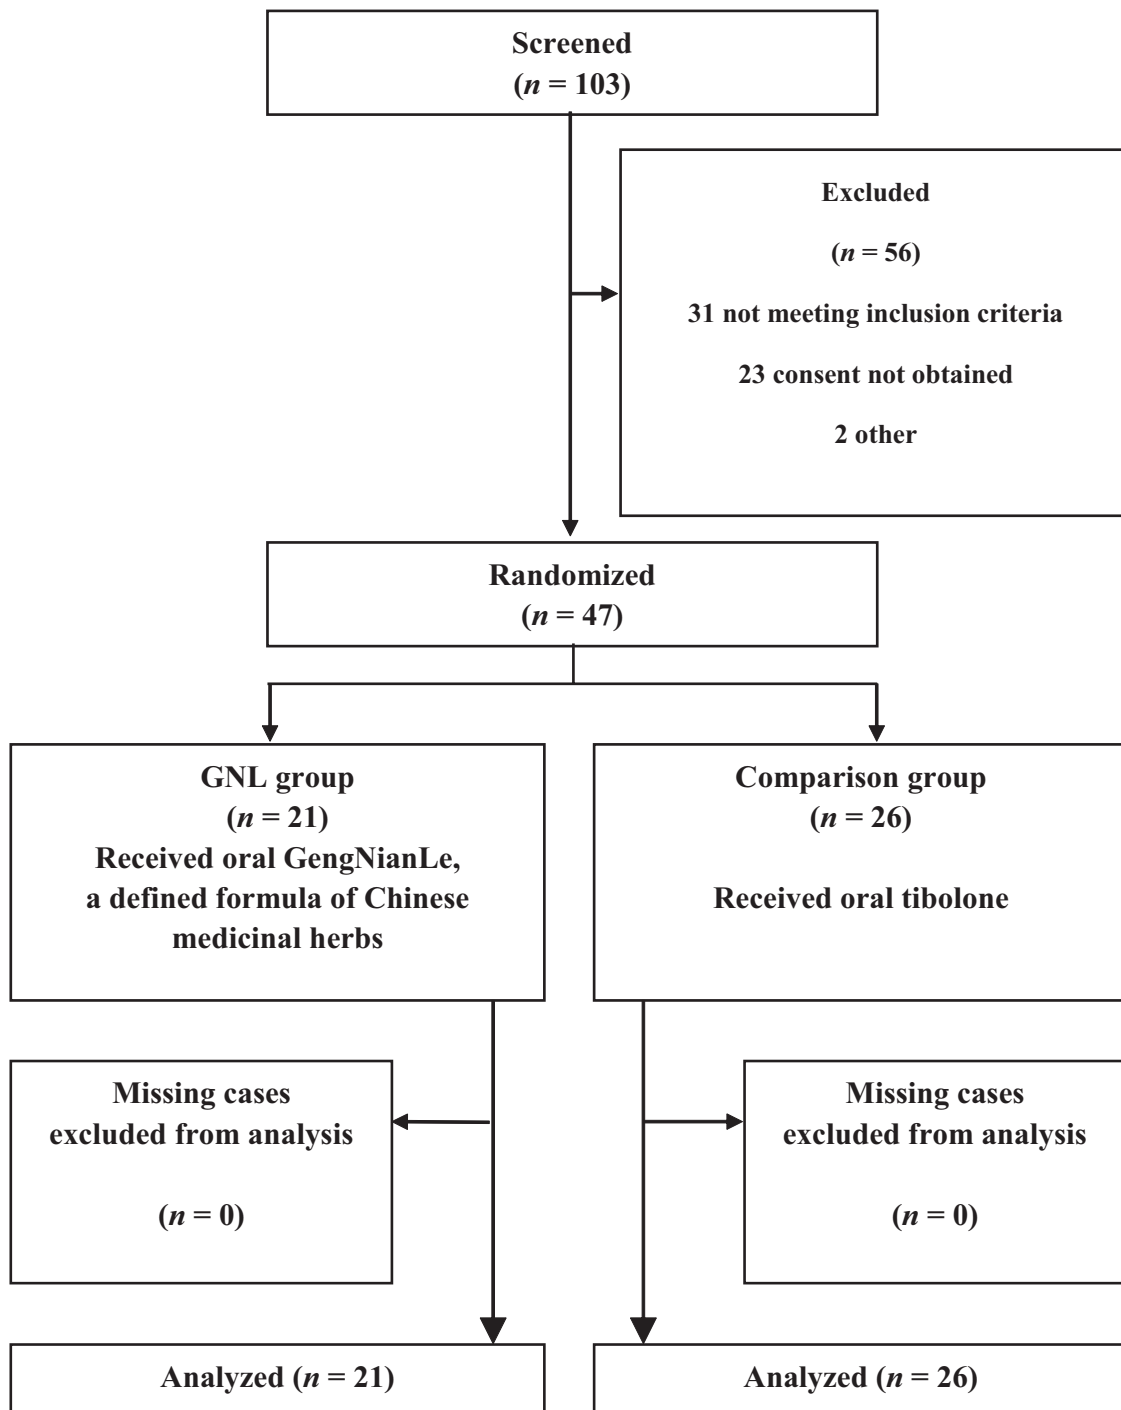 Screened
(n = 103)
Excluded
(n = 56)
31 not meeting inclusion criteria
23 consent not obtained
2 other
Randomized
(n = 47)
GNL group
(n = 21)
Received oral GengNianLe,
a defined formula of Chinese
medicinal herbs
Comparison group
(n = 26)
Received oral tibolone
Missing cases
excluded from analysis
(n = 0)
Missing cases
excluded from analysis
(n = 0)
Analyzed (n = 21)
Analyzed (n = 26)